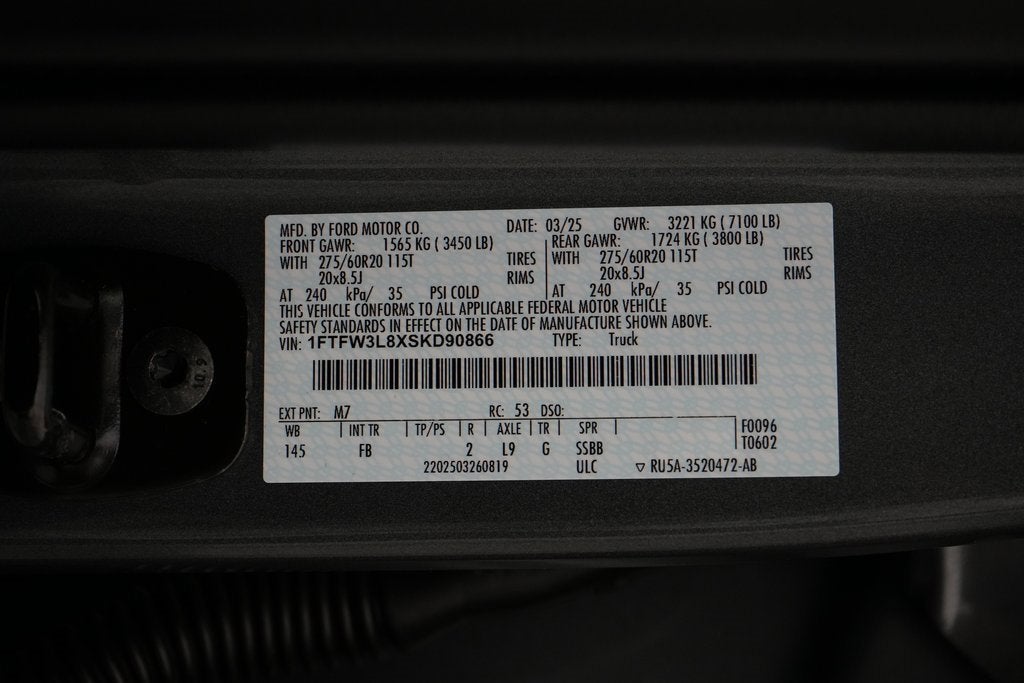 MFD. BY FORD MOTOR CO. DATE: 03/25 GVWR: 3221 KG ( 7100 LB)
FRONT GAWR: 1565 KG ( 3450 LB) REAR GAWR: 1724 KG ( 3800 LB)
WITH 275/60R20 115T TIRES WITH 275/60R20 115T TIRES
20x8.5J RIMS 20x8.5J RIMS
AT 240 kPa/ 35 PSI COLD AT 240 kPa/ 35 PSI COLD
THIS VEHICLE CONFORMS TO ALL APPLICABLE FEDERAL MOTOR VEHICLE
SAFETY STANDARDS IN EFFECT ON THE DATE OF MANUFACTURE SHOWN ABOVE.
VIN: 1FTFW3L8XSKD90866 TYPE: Truck
EXT PNT: M7 RC: 53 DSO:
WB INT TR TP/PS R AXLE TR SPR F0096
145 FB 2 L9 G SSBB T0602
2202503260819 ULC ▽ RU5A-3520472-AB
10.9